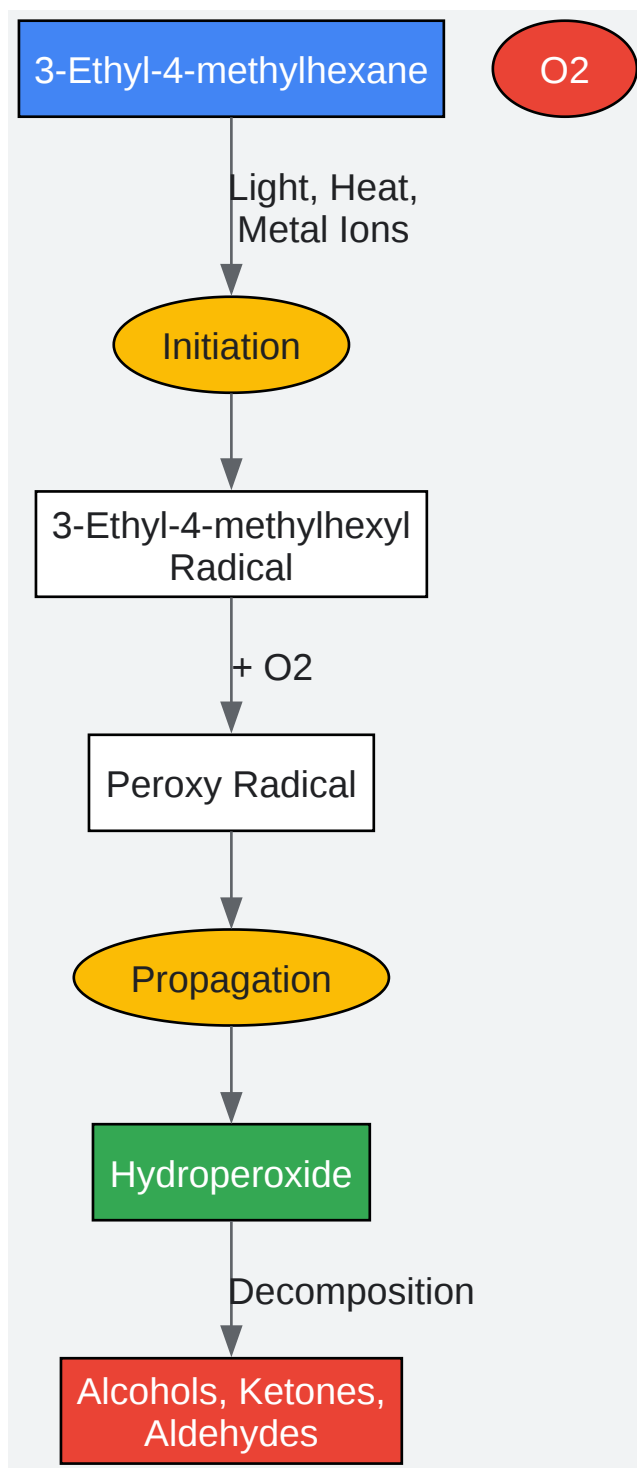 3-Ethyl-4-methylhexane
O2
Light, Heat,
Metal Ions
Initiation
3-Ethyl-4-methylhexyl
Radical
+ O2
Peroxy Radical
Propagation
Hydroperoxide
Decomposition
Alcohols, Ketones,
Aldehydes